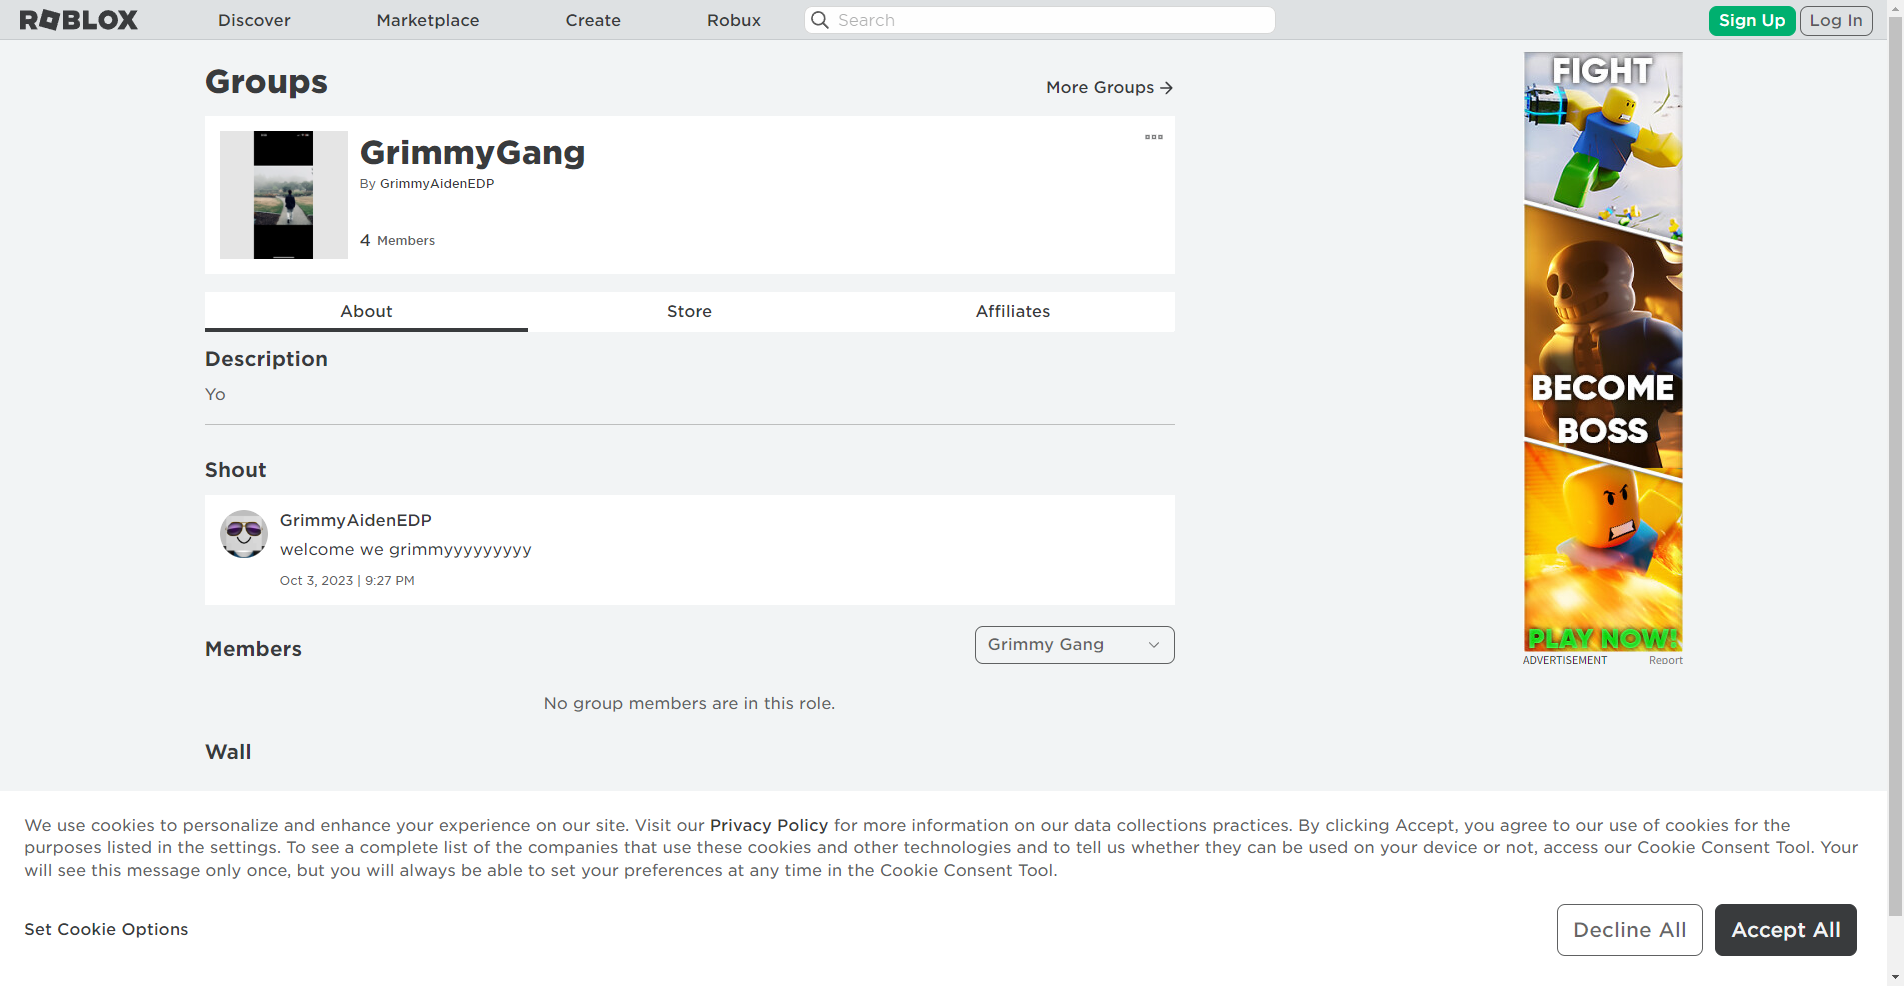 ROBLOX
Discover
Marketplace
Create
Robux
Search
Sign Up
Log In
Groups
More Groups
GrimmyGang
By GrimmyAidenEDP
4 Members
About
Store
Affiliates
Description
Yo
Shout
GrimmyAidenEDP
welcome we grimmyyyyyyyyy
Oct 3, 2023 | 9:27 PM
Members
Grimmy Gang
No group members are in this role.
Wall
FIGHT
BECOME
BOSS
PLAY NOW!
ADVERTISEMENT
Report
We use cookies to personalize and enhance your experience on our site. Visit our Privacy Policy for more information on our data collections practices. By clicking Accept, you agree to our use of cookies for the
purposes listed in the settings. To see a complete list of the companies that use these cookies and other technologies and to tell us whether they can be used on your device or not, access our Cookie Consent Tool. Your
will see this message only once, but you will always be able to set your preferences at any time in the Cookie Consent Tool.
Set Cookie Options
Decline All
Accept All